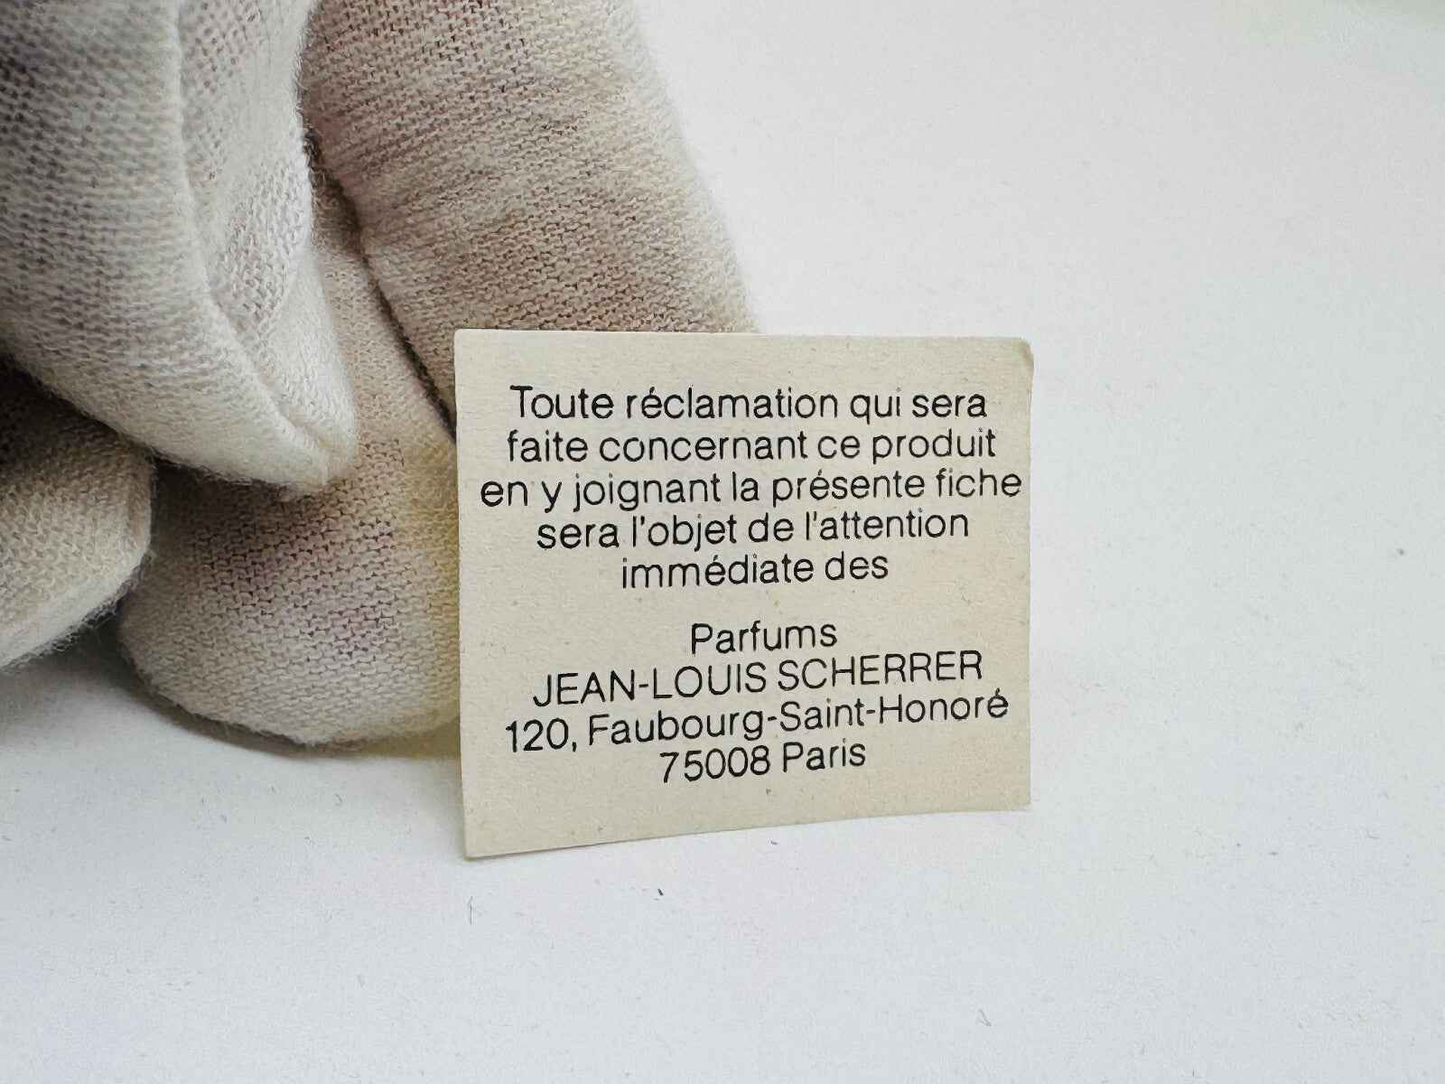 Toute réclamation qui sera
faite concernant ce produit
en y joignant la présente fiche
sera l'objet de l'attention
immédiate des
Parfums
JEAN-LOUIS SCHERRER
120, Faubourg-Saint-Honoré
75008 Paris